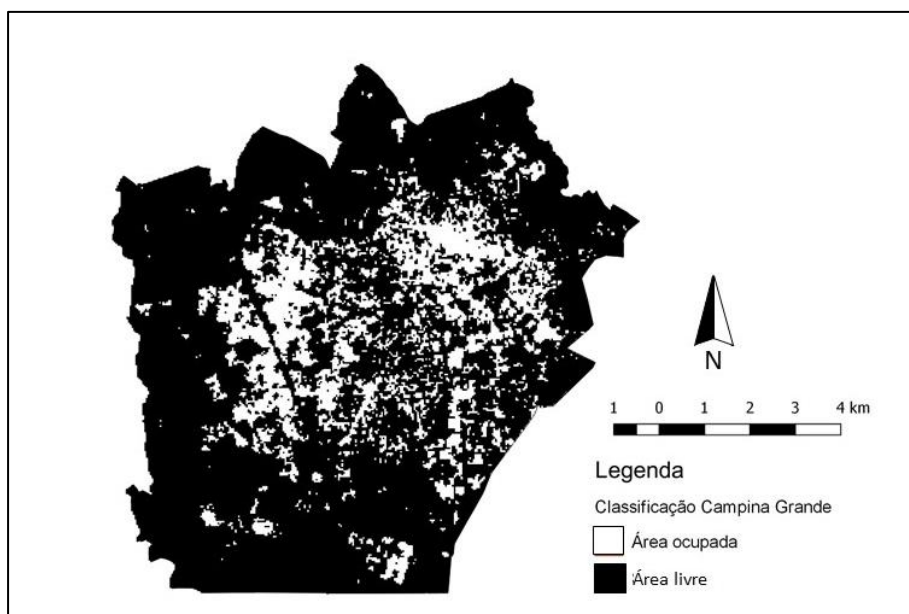 N
1 0 1 2 3 4 km
Legenda
Classificação Campina Grande
Área ocupada
Área livre